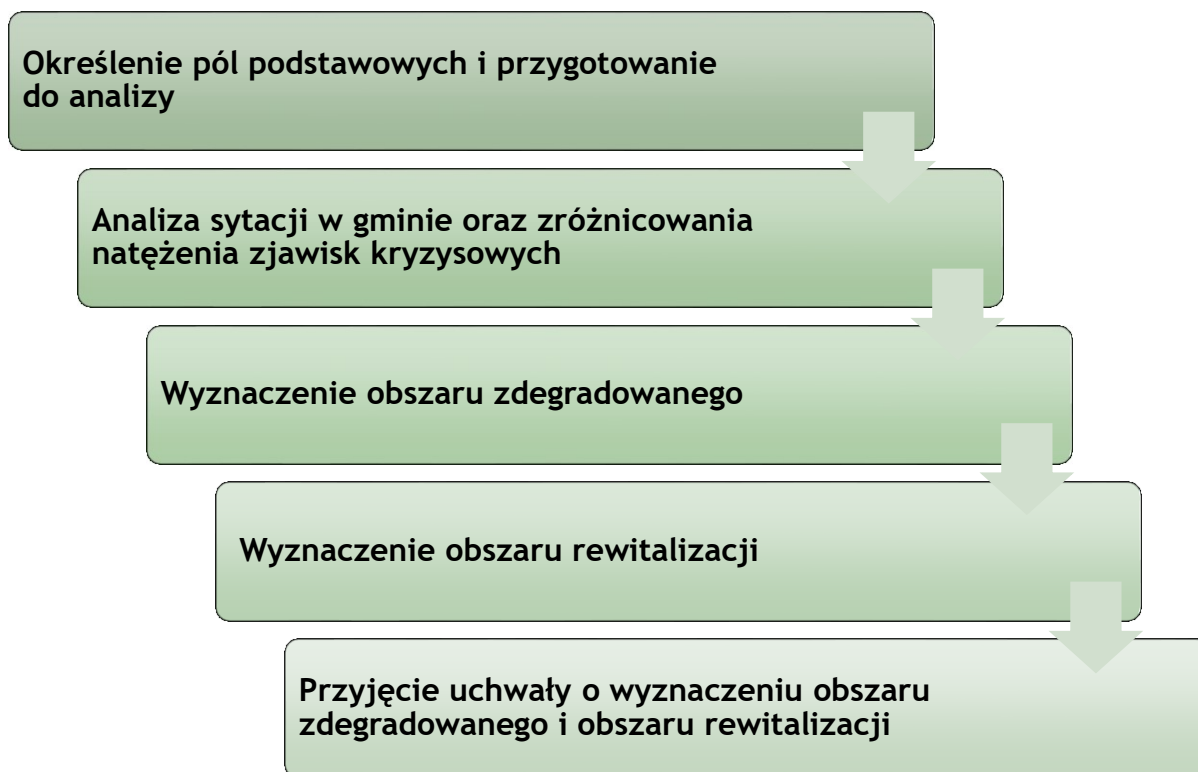 Określenie pól podstawowych i przygotowanie
do analizy
Analiza sytacji w gminie oraz zróżnicowania
natężenia zjawisk kryzysowych
Wyznaczenie obszaru zdegradowanego
Wyznaczenie obszaru rewitalizacji
Przyjęcie uchwały o wyznaczeniu obszaru
zdegradowanego i obszaru rewitalizacji